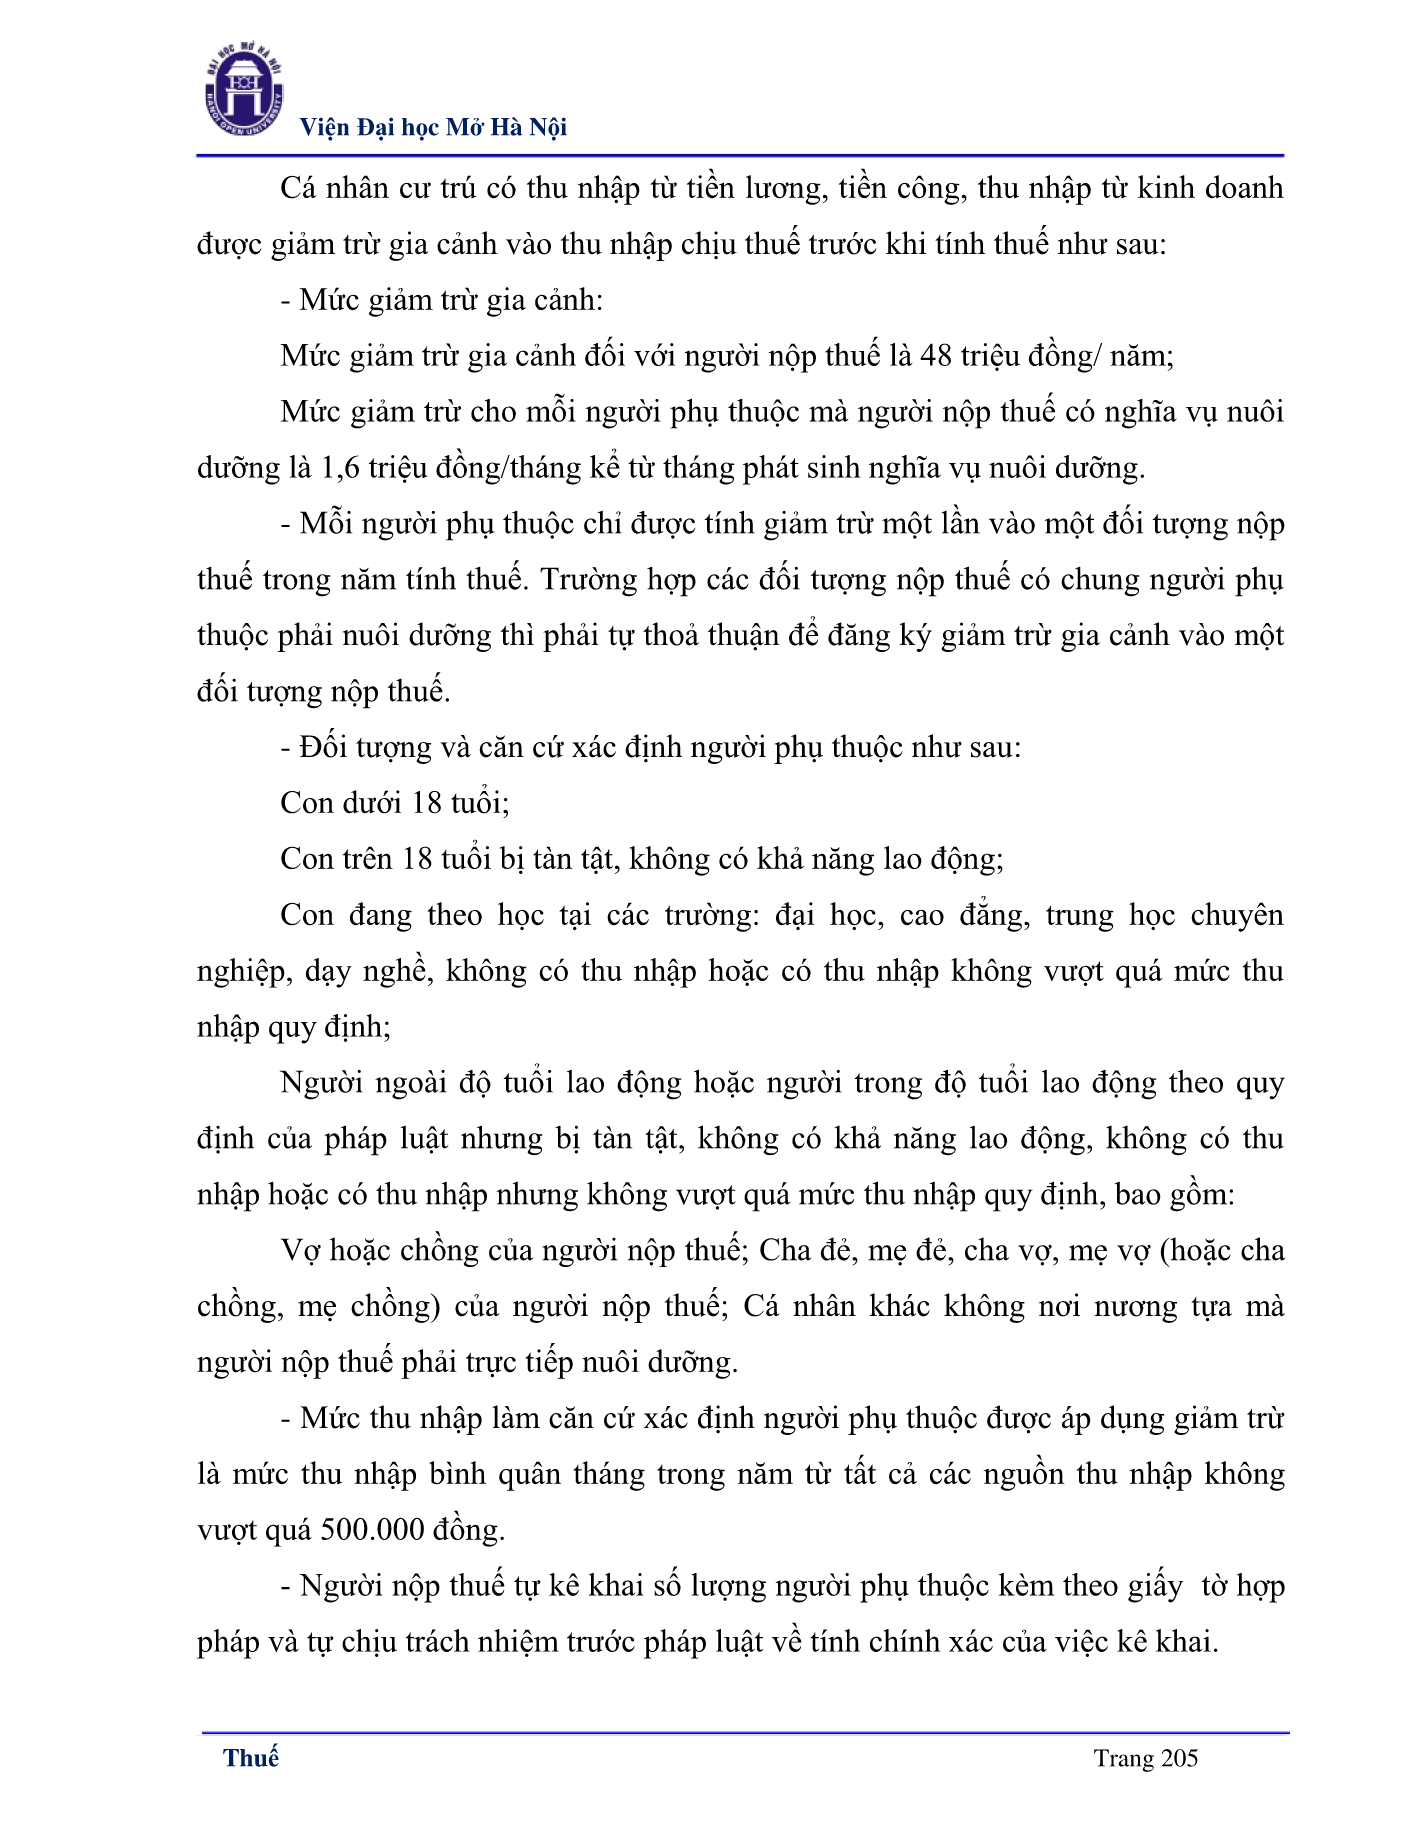 ĐẠI HỌC MỞ HÀ NỘI
HANOI OPEN UNIVERSITY
Viện Đại học Mở Hà Nội
Cá nhân cư trú có thu nhập từ tiền lương, tiền công, thu nhập từ kinh doanh
được giảm trừ gia cảnh vào thu nhập chịu thuế trước khi tính thuế như sau:
- Mức giảm trừ gia cảnh:
Mức giảm trừ gia cảnh đối với người nộp thuế là 48 triệu đồng/ năm;
Mức giảm trừ cho mỗi người phụ thuộc mà người nộp thuế có nghĩa vụ nuôi
dưỡng là 1,6 triệu đồng/tháng kể từ tháng phát sinh nghĩa vụ nuôi dưỡng.
- Mỗi người phụ thuộc chỉ được tính giảm trừ một lần vào một đối tượng nộp
thuế trong năm tính thuế. Trường hợp các đối tượng nộp thuế có chung người phụ
thuộc phải nuôi dưỡng thì phải tự thoả thuận để đăng ký giảm trừ gia cảnh vào một
đối tượng nộp thuế.
- Đối tượng và căn cứ xác định người phụ thuộc như sau:
Con dưới 18 tuổi;
Con trên 18 tuổi bị tàn tật, không có khả năng lao động;
Con đang theo học tại các trường: đại học, cao đẳng, trung học chuyên
nghiệp, dạy nghề, không có thu nhập hoặc có thu nhập không vượt quá mức thu
nhập quy định;
Người ngoài độ tuổi lao động hoặc người trong độ tuổi lao động theo quy
định của pháp luật nhưng bị tàn tật, không có khả năng lao động, không có thu
nhập hoặc có thu nhập nhưng không vượt quá mức thu nhập quy định, bao gồm:
Vợ hoặc chồng của người nộp thuế; Cha đẻ, mẹ đẻ, cha vợ, mẹ vợ (hoặc cha
chồng, mẹ chồng) của người nộp thuế; Cá nhân khác không nơi nương tựa mà
người nộp thuế phải trực tiếp nuôi dưỡng.
- Mức thu nhập làm căn cứ xác định người phụ thuộc được áp dụng giảm trừ
là mức thu nhập bình quân tháng trong năm từ tất cả các nguồn thu nhập không
vượt quá 500.000 đồng.
- Người nộp thuế tự kê khai số lượng người phụ thuộc kèm theo giấy  tờ hợp
pháp và tự chịu trách nhiệm trước pháp luật về tính chính xác của việc kê khai.
Thuế
Trang 205